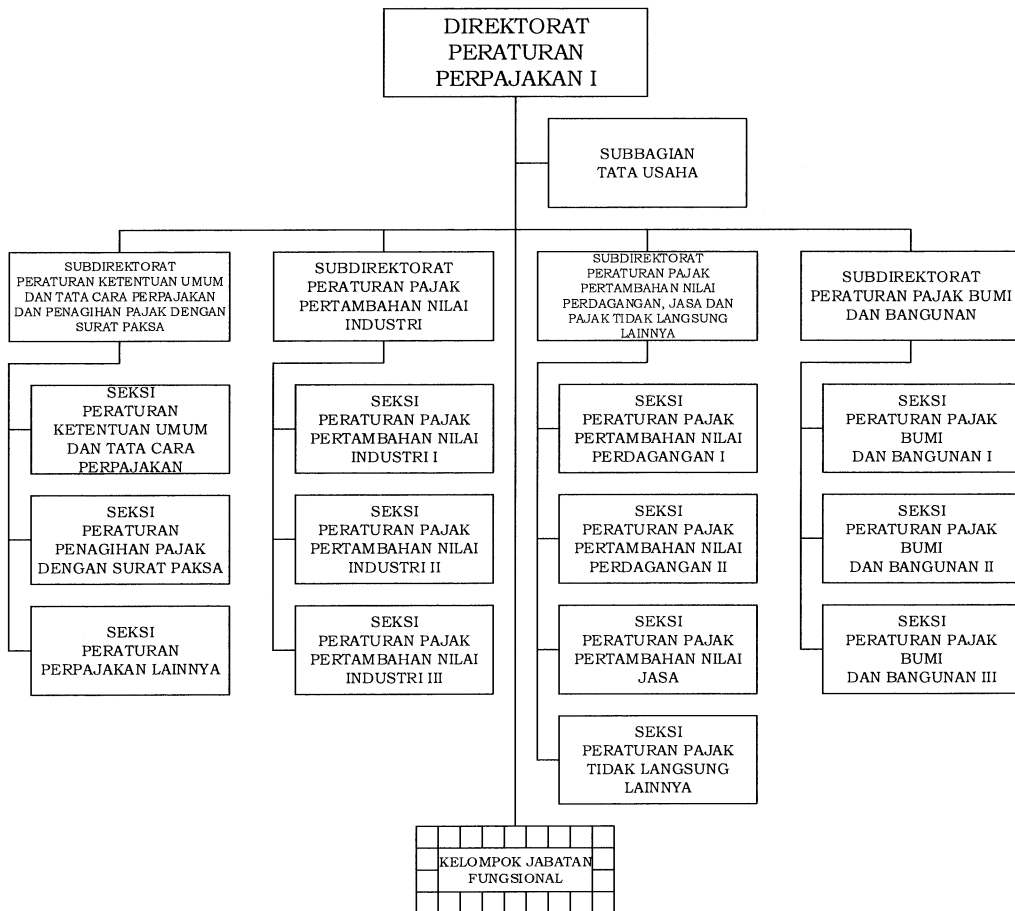 DIREKTORAT
PERATURAN
PERPAJAKAN I
SUBBAGIAN
TATA USAHA
SUBDIREKTORAT
PERATURAN KETENTUAN UMUM
DAN TATA CARA PERPAJAKAN
DAN PENAGIHAN PAJAK DENGAN
SURAT PAKSA
SEKSI
PERATURAN
KETENTUAN UMUM
DAN TATA CARA
PERPAJAKAN
SEKSI
PERATURAN
PENAGIHAN PAJAK
DENGAN SURAT PAKSA
SEKSI
PERATURAN
PERPAJAKAN LAINNYA
SUBDIREKTORAT
PERATURAN PAJAK
PERTAMBAHAN NILAI
INDUSTRI
SEKSI
PERATURAN PAJAK
PERTAMBAHAN NILAI
INDUSTRI I
SEKSI
PERATURAN PAJAK
PERTAMBAHAN NILAI
INDUSTRI II
SEKSI
PERATURAN PAJAK
PERTAMBAHAN NILAI
INDUSTRI III
SUBDIREKTORAT
PERATURAN PAJAK
PERTAMBAHAN NILAI
PERDAGANGAN, JASA DAN
PAJAK TIDAK LANGSUNG
LAINNYA
SEKSI
PERATURAN PAJAK
PERTAMBAHAN NILAI
PERDAGANGAN I
SEKSI
PERATURAN PAJAK
PERTAMBAHAN NILAI
PERDAGANGAN II
SEKSI
PERATURAN PAJAK
PERTAMBAHAN NILAI
JASA
SEKSI
PERATURAN PAJAK
TIDAK LANGSUNG
LAINNYA
SUBDIREKTORAT
PERATURAN PAJAK BUMI
DAN BANGUNAN
SEKSI
PERATURAN PAJAK
BUMI
DAN BANGUNAN I
SEKSI
PERATURAN PAJAK
BUMI
DAN BANGUNAN II
SEKSI
PERATURAN PAJAK
BUMI
DAN BANGUNAN III
KELOMPOK JABATAN
FUNGSIONAL